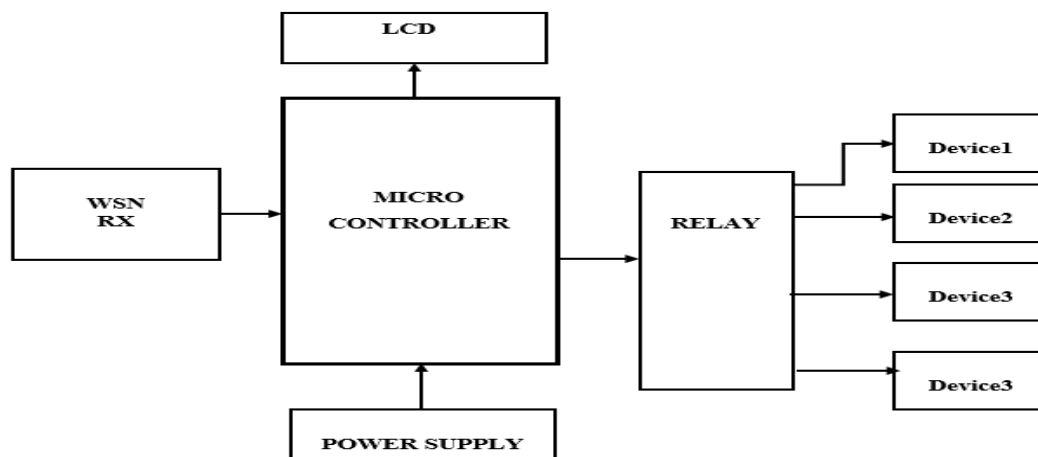 LCD
WSN
RX
MICRO
CONTROLLER
RELAY
Device1
Device2
Device3
Device3
POWER SUPPLY